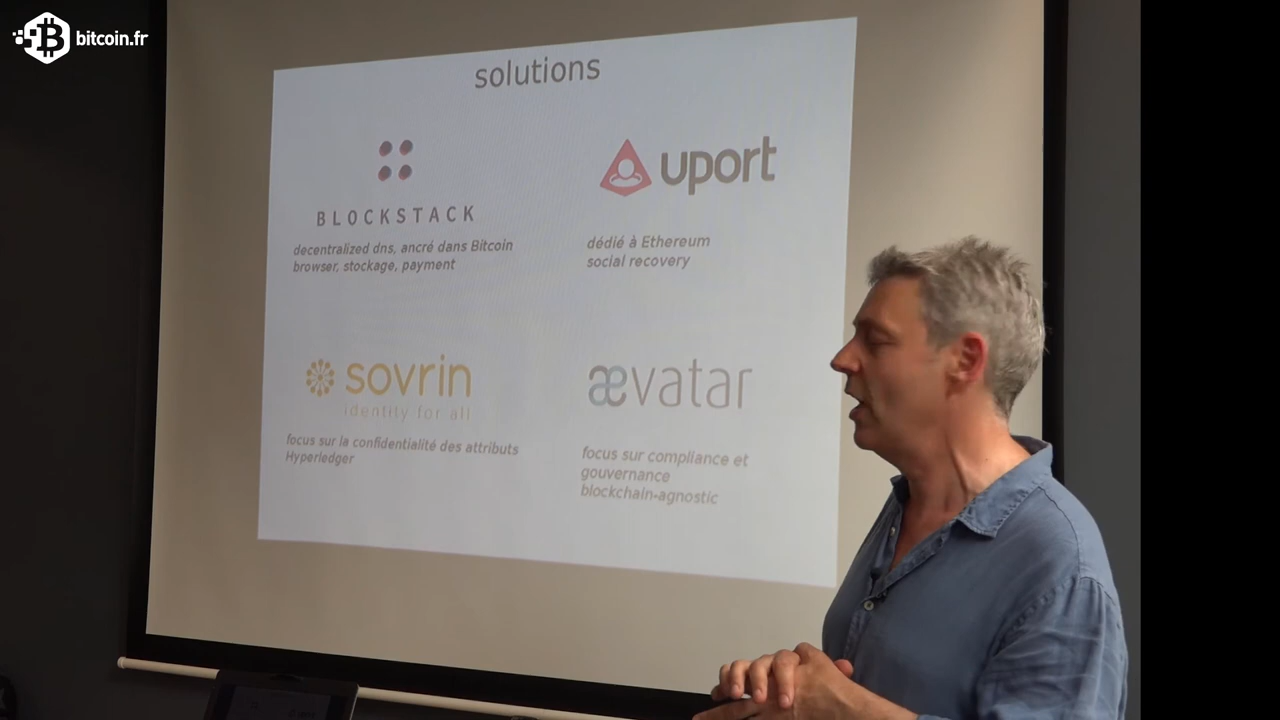 bitcoin.fr
solutions
BLOCKSTACK
decentralized dns, ancré dans Bitcoin
browser, stockage, payment
uport
dédié à Ethereum
social recovery
sovrin
identity for all
focus sur la confidentialité des attributs
Hyperledger
ævatar
focus sur compliance et
gouvernance
blockchain-agnostic